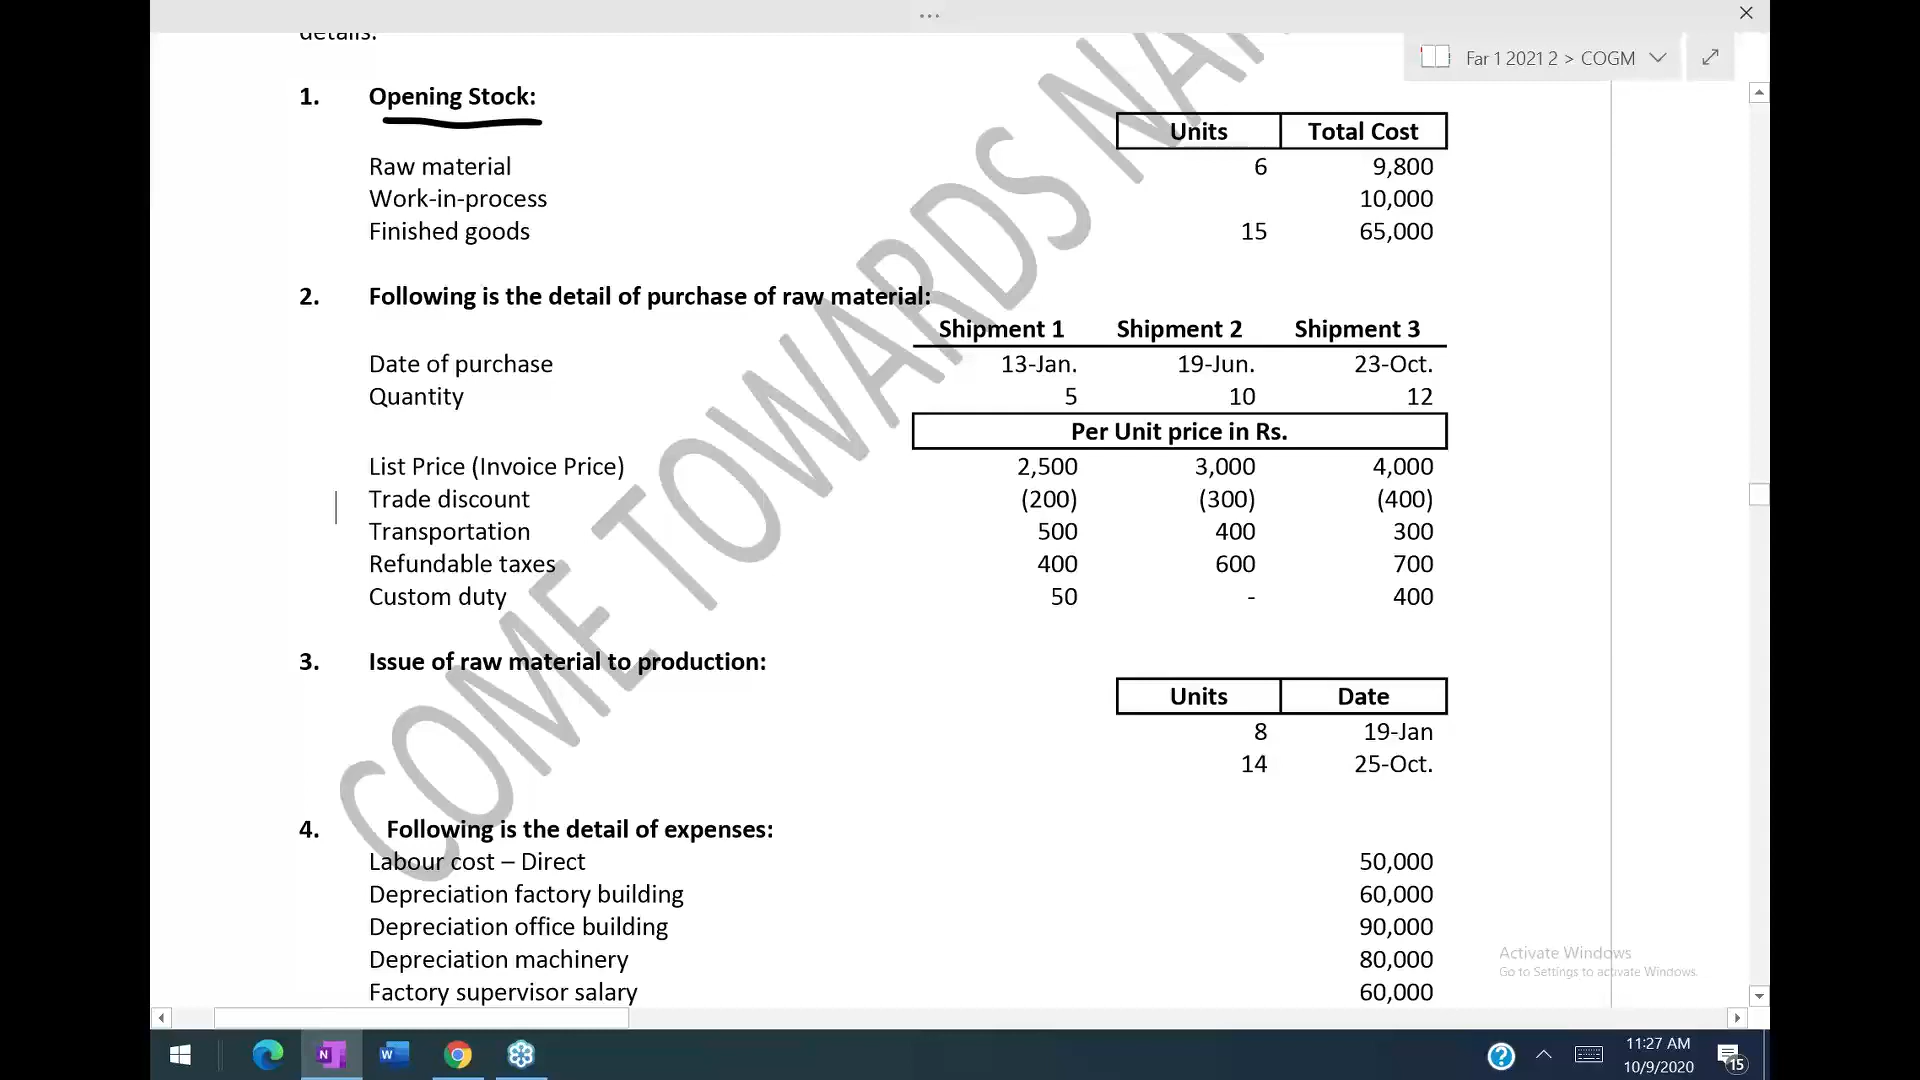 ...
details.
Far 1 2021 2 > COGM
1. Opening Stock:
Units Total Cost
Raw material 6 9,800
Work-in-process 10,000
Finished goods 15 65,000
2. Following is the detail of purchase of raw material:
Shipment 1 Shipment 2 Shipment 3
Date of purchase 13-Jan. 19-Jun. 23-Oct.
Quantity 5 10 12
Per Unit price in Rs.
List Price (Invoice Price) 2,500 3,000 4,000
Trade discount (200) (300) (400)
Transportation 500 400 300
Refundable taxes 400 600 700
Custom duty 50 - 400
3. Issue of raw material to production:
Units Date
8 19-Jan
14 25-Oct.
4. Following is the detail of expenses:
Labour cost – Direct 50,000
Depreciation factory building 60,000
Depreciation office building 90,000
Depreciation machinery 80,000
Factory supervisor salary 60,000
COME TOWARDS
Activate Windows
Go to Settings to activate Windows.
11:27 AM
10/9/2020
15